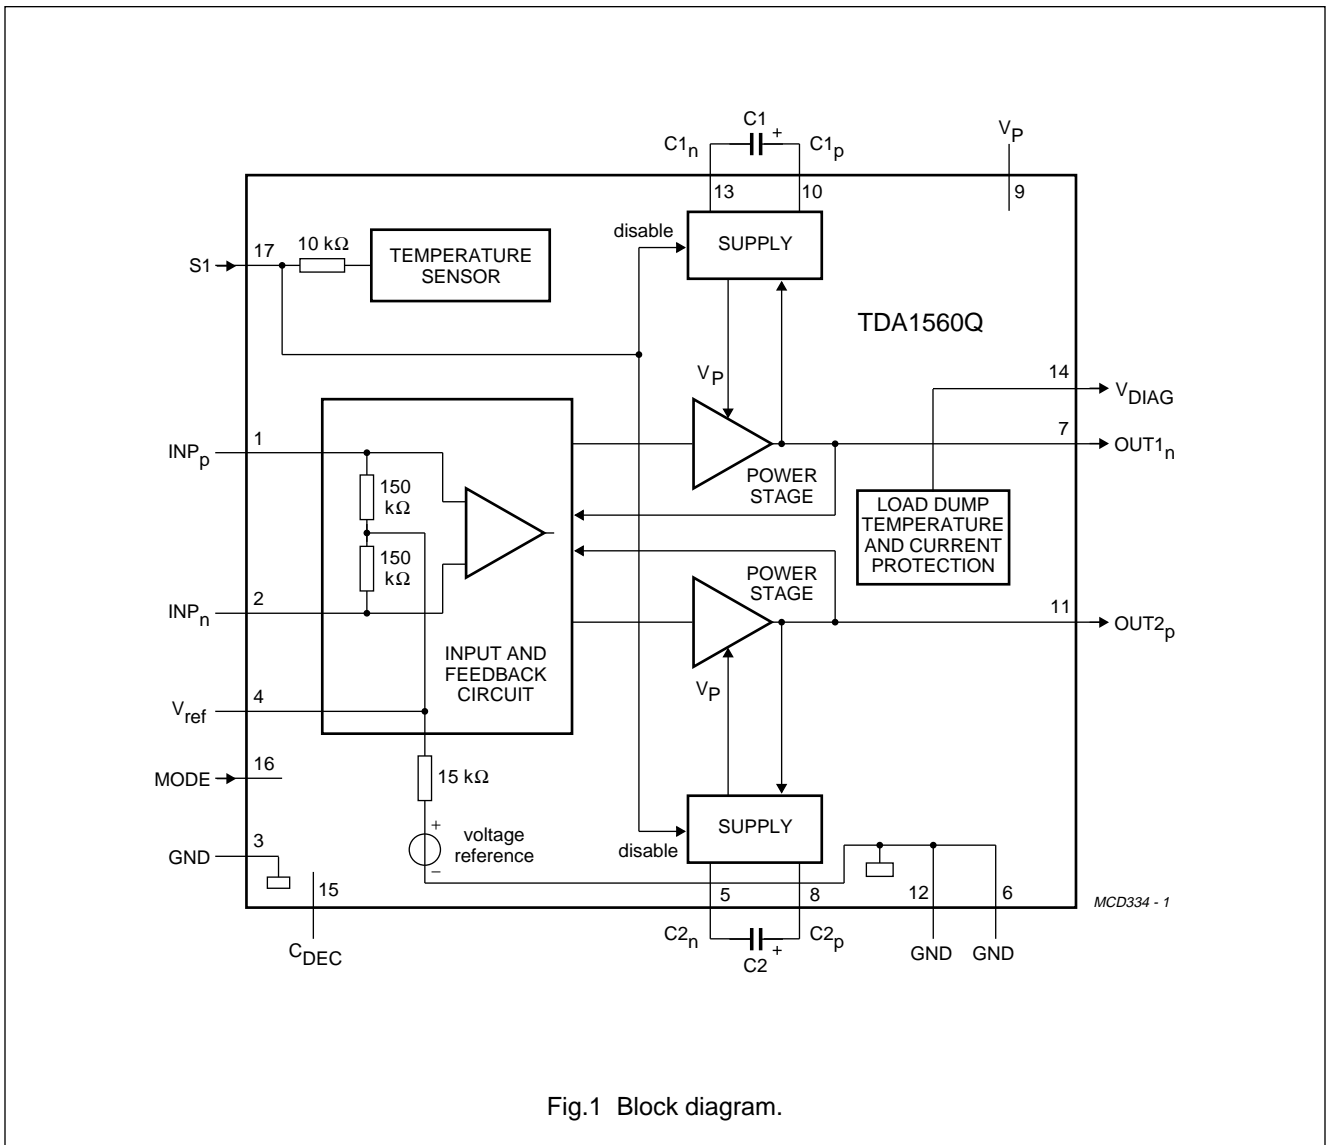 C1
+
C1n
C1p
VP
13
10
9
disable
SUPPLY
S1
17
10 kΩ
TEMPERATURE
SENSOR
TDA1560Q
VP
14
VDIAG
7
OUT1n
INPp
1
150
kΩ
POWER
STAGE
LOAD DUMP
TEMPERATURE
AND CURRENT
PROTECTION
150
kΩ
POWER
STAGE
INPn
2
11
OUT2p
INPUT AND
FEEDBACK
CIRCUIT
VP
Vref
4
MODE
16
15 kΩ
+
voltage
reference
−
SUPPLY
disable
GND
3
15
CDEC
5
8
12
6
MCD334 - 1
C2n
+
C2p
C2
GND
GND
Fig.1 Block diagram.